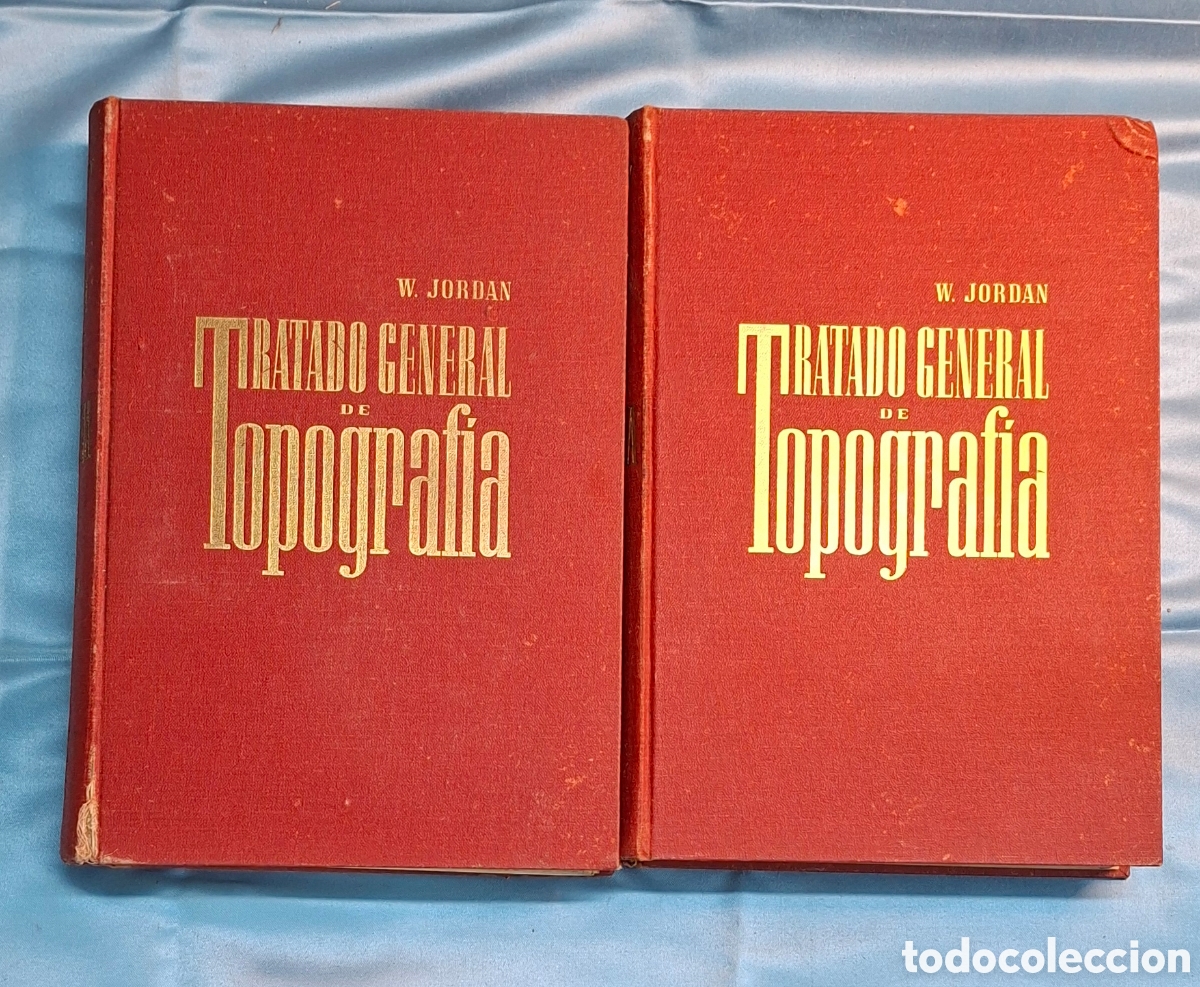 W. JORDAN
TRATADO GENERAL
DE
Topografía
W. JORDAN
TRATADO GENERAL
DE
Topografía
todocoleccion